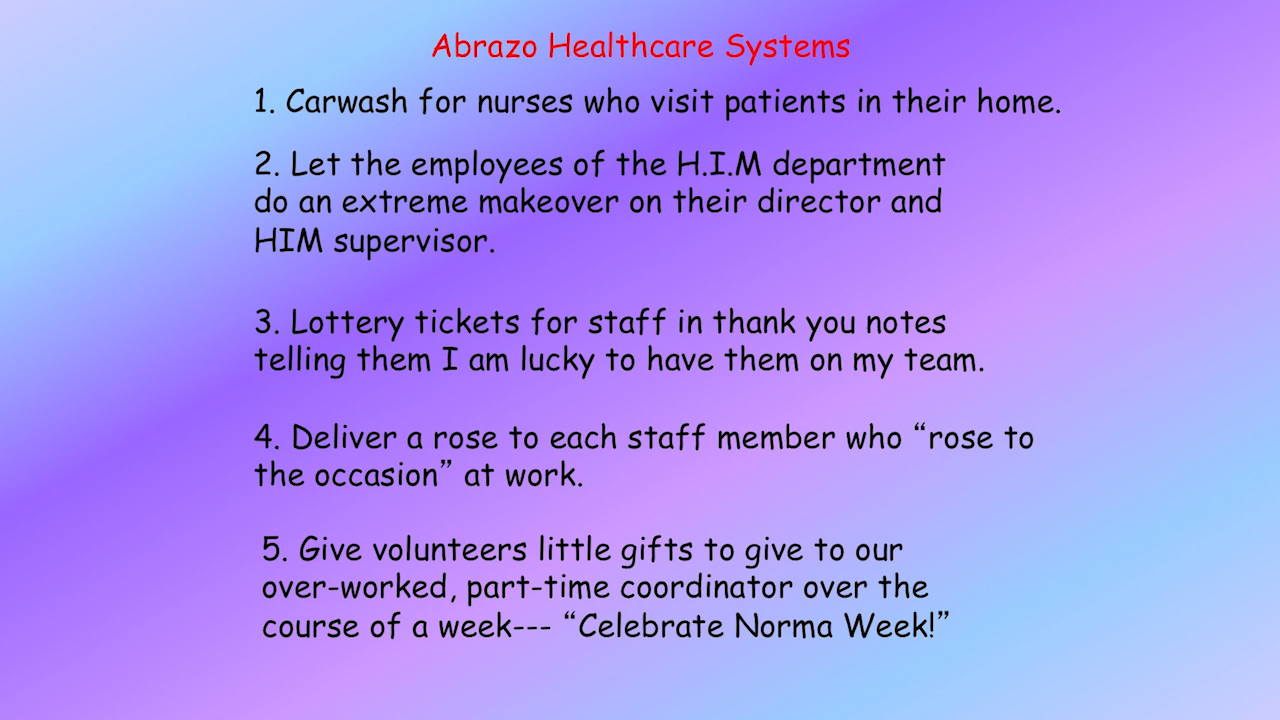 Abrazo Healthcare Systems
1. Carwash for nurses who visit patients in their home.
2. Let the employees of the H.I.M department
do an extreme makeover on their director and
HIM supervisor.
3. Lottery tickets for staff in thank you notes
telling them I am lucky to have them on my team.
4. Deliver a rose to each staff member who “rose to
the occasion” at work.
5. Give volunteers little gifts to give to our
over-worked, part-time coordinator over the
course of a week--- “Celebrate Norma Week!”